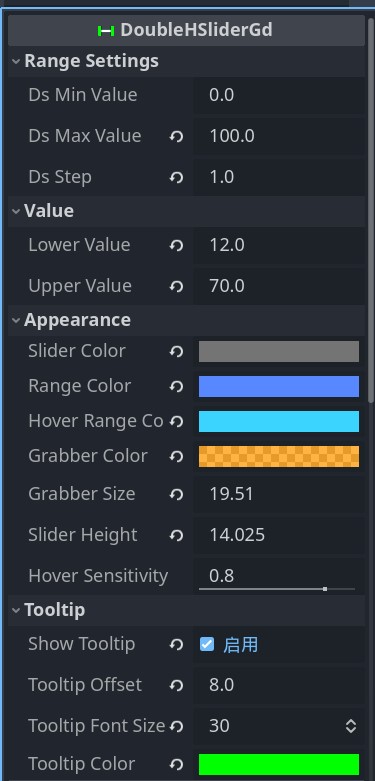 DoubleHSliderGd
Range Settings
Ds Min Value 0.0
Ds Max Value 100.0
Ds Step 1.0
Value
Lower Value 12.0
Upper Value 70.0
Appearance
Slider Color
Range Color
Hover Range Co
Grabber Color
Grabber Size 19.51
Slider Height 14.025
Hover Sensitivity 0.8
Tooltip
Show Tooltip 启用
Tooltip Offset 8.0
Tooltip Font Size 30
Tooltip Color